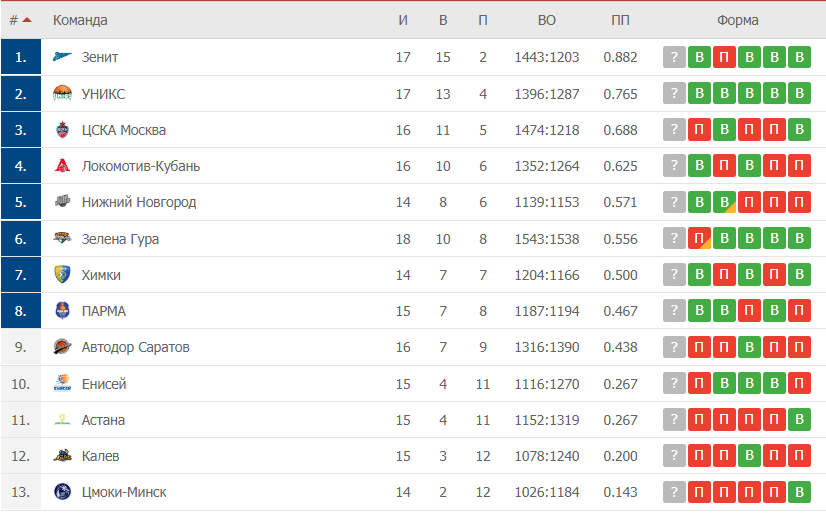 # Команда И В П ВО ПП Форма
1. Зенит 17 15 2 1443:1203 0.882 ? В П В В В
2. УНИКС 17 13 4 1396:1287 0.765 ? В В В В В
3. ЦСКА Москва 16 11 5 1474:1218 0.688 ? П В П П В
4. Локомотив-Кубань 16 10 6 1352:1264 0.625 ? В П В П П
5. Нижний Новгород 14 8 6 1139:1153 0.571 ? В В П П П
6. Зелена Гура 18 10 8 1543:1538 0.556 ? П В В В В
7. Химки 14 7 7 1204:1166 0.500 ? В П В П В
8. ПАРМА 15 7 8 1187:1194 0.467 ? В В П В П
9. Автодор Саратов 16 7 9 1316:1390 0.438 ? П П В П П
10. Енисей 15 4 11 1116:1270 0.267 ? П В В В П
11. Астана 15 4 11 1152:1319 0.267 ? П П П П В
12. Калев 15 3 12 1078:1240 0.200 ? П П В П П
13. Цмоки-Минск 14 2 12 1026:1184 0.143 ? П П П П В